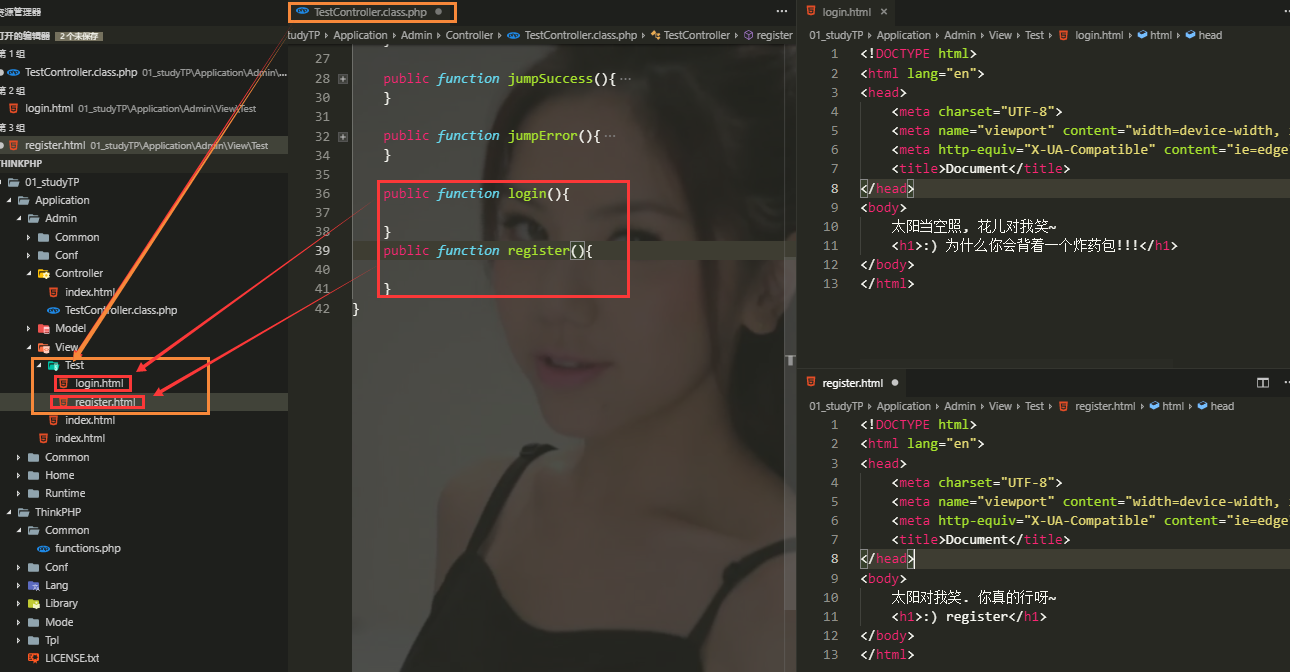 资源管理器
打开的编辑器 2 个未保存
第 1 组
TestController.class.php 01_studyTP\Application\Admin\...
第 2 组
login.html 01_studyTP\Application\Admin\View\Test
第 3 组
register.html 01_studyTP\Application\Admin\View\Test
THINKPHP
01_studyTP
Application
Admin
Common
Conf
Controller
index.html
TestController.class.php
Model
View
Test
login.html
register.html
index.html
index.html
Common
Home
Runtime
ThinkPHP
Common
functions.php
Conf
Lang
Library
Mode
Tpl
LICENSE.txt
TestController.class.php
studyTP Application Admin Controller TestController.class.php TestController register
27
28 public function jumpSuccess(){ ...
30 }
31
32 public function jumpError(){ ...
34 }
35
36 public function login(){
37
38 }
39 public function register(){
40
41 }
42 }
login.html
01_studyTP Application Admin View Test login.html html head
1 <!DOCTYPE html>
2 <html lang="en">
3 <head>
4 <meta charset="UTF-8">
5 <meta name="viewport" content="width=device-width,
6 <meta http-equiv="X-UA-Compatible" content="ie=edge
7 <title>Document</title>
8 </head>
9 <body>
10 太阳当空照, 花儿对我笑~
11 <h1>:) 为什么你会背着一个炸药包!!!</h1>
12 </body>
13 </html>
register.html
01_studyTP Application Admin View Test register.html html head
1 <!DOCTYPE html>
2 <html lang="en">
3 <head>
4 <meta charset="UTF-8">
5 <meta name="viewport" content="width=device-width,
6 <meta http-equiv="X-UA-Compatible" content="ie=edge
7 <title>Document</title>
8 </head>
9 <body>
10 太阳对我笑. 你真的行呀~
11 <h1>:) register</h1>
12 </body>
13 </html>